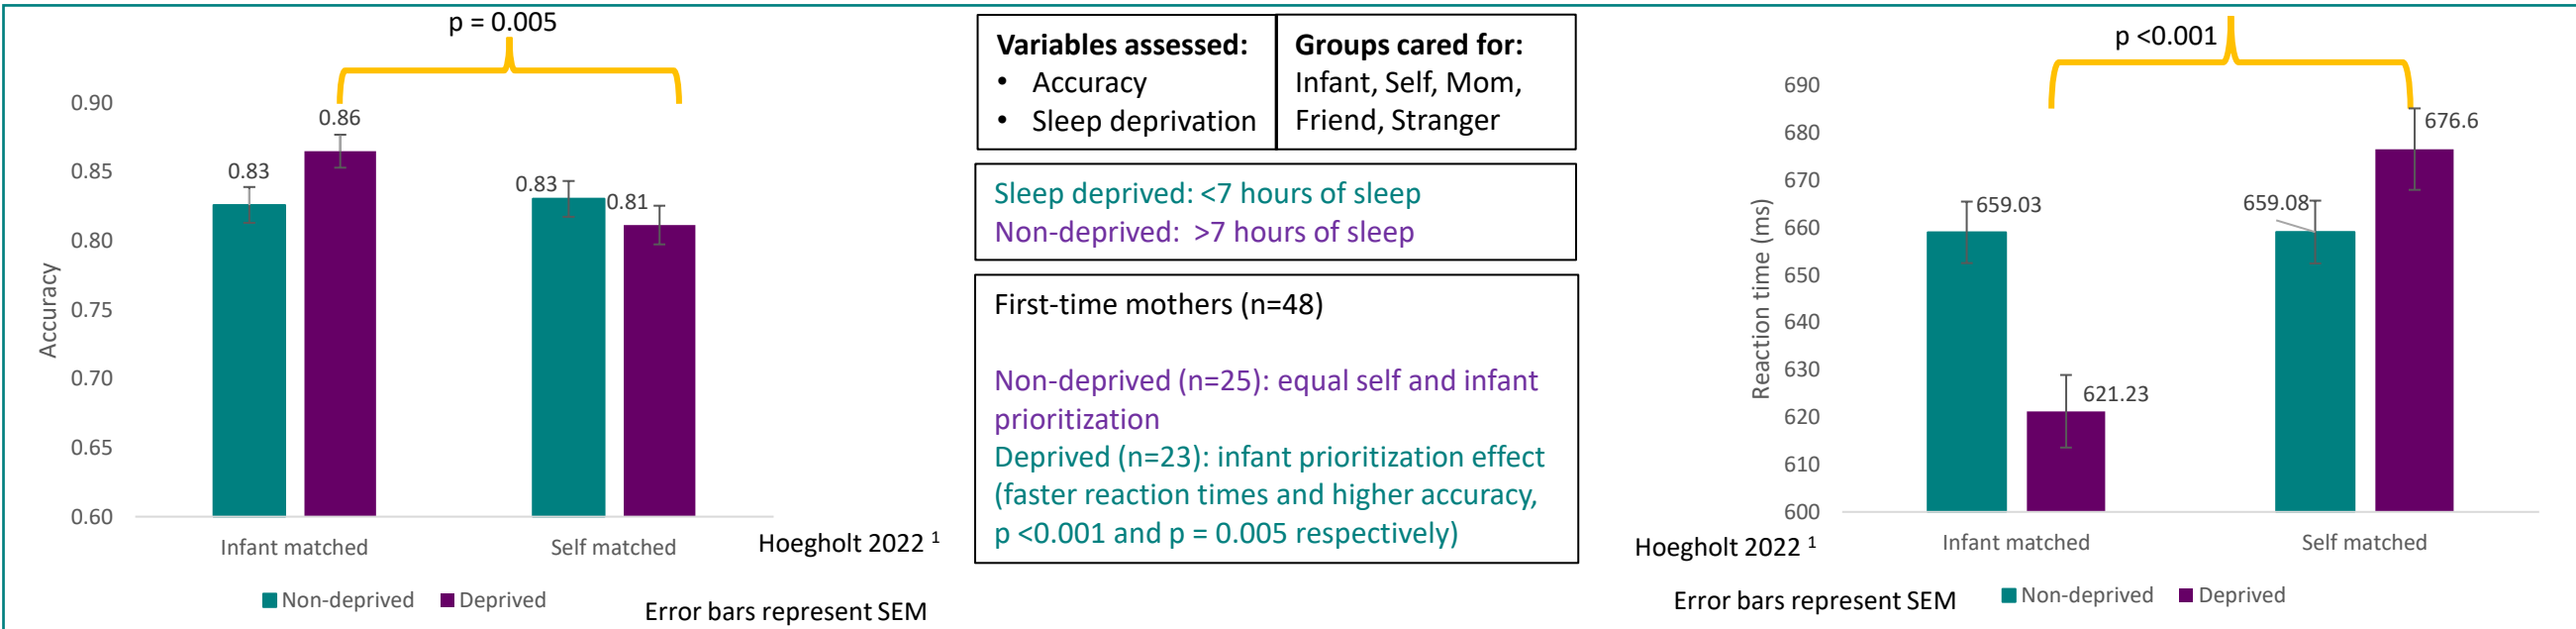 p = 0.005
0.90
0.85
0.80
0.75
0.70
0.65
0.60
Accuracy
0.83
0.86
0.83
0.81
Infant matched
Self matched
Hoegholt 2022 1
Non-deprived
Deprived
Error bars represent SEM
Variables assessed:
• Accuracy
• Sleep deprivation
Groups cared for:
Infant, Self, Mom,
Friend, Stranger
Sleep deprived: <7 hours of sleep
Non-deprived: >7 hours of sleep
First-time mothers (n=48)
Non-deprived (n=25): equal self and infant
prioritization
Deprived (n=23): infant prioritization effect
(faster reaction times and higher accuracy,
p <0.001 and p = 0.005 respectively)
p <0.001
690
680
670
660
650
640
630
620
610
600
Reaction time (ms)
659.03
621.23
659.08
676.6
Infant matched
Self matched
Hoegholt 2022 1
Error bars represent SEM
Non-deprived
Deprived